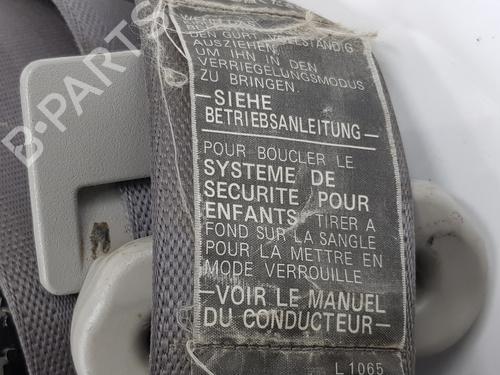 DEN GURT VOLLSTÄNDIG
AUSZIEHEN,
UM IHN IN DEN
VERRIEGELUNGSMODUS
ZU BRINGEN.
—SIEHE
BETRIEBSANLEITUNG—
POUR BOUCLER LE
SYSTEME DE
SECURITE POUR
ENFANTS TIRER A
FOND SUR LA SANGLE
POUR LA METTRE EN
MODE VERROUILLE.
—VOIR LE MANUEL
DU CONDUCTEUR—
L1065
B-PARTS